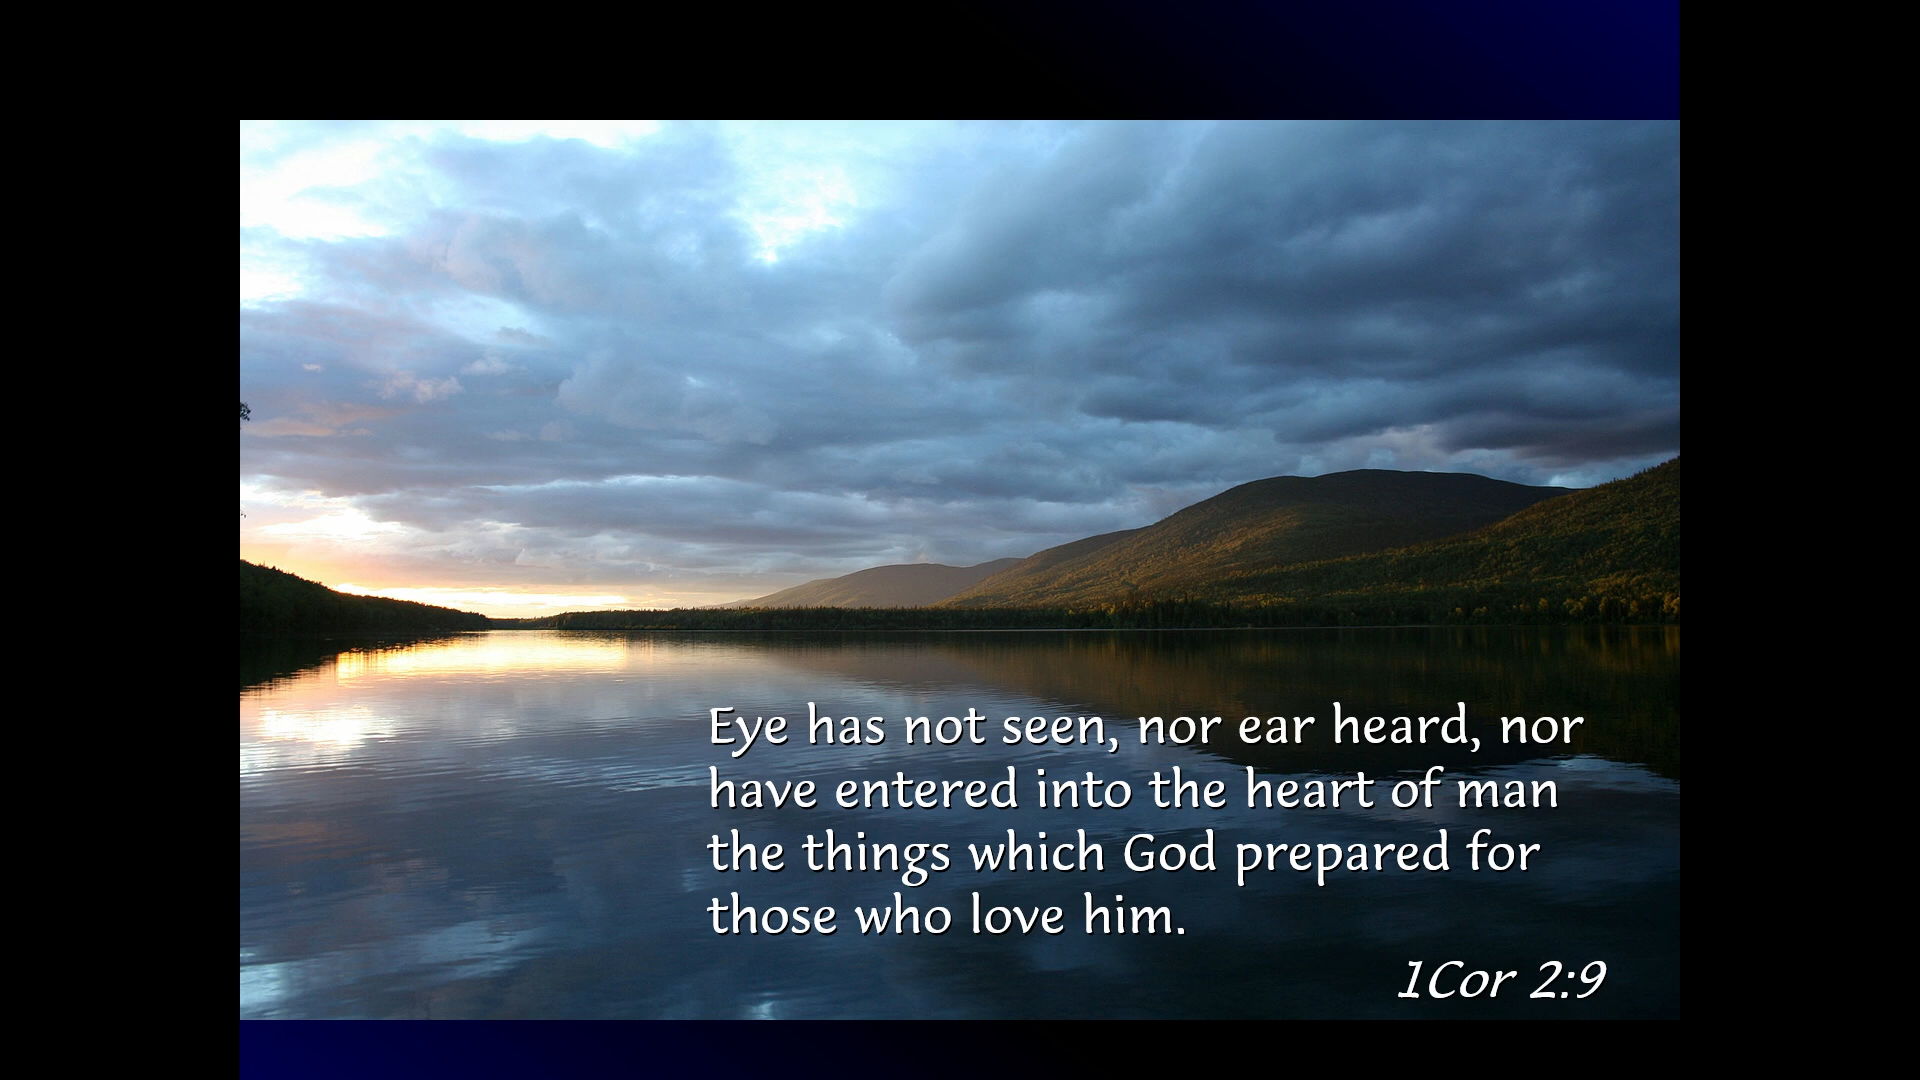 Eye has not seen, nor ear heard, nor
have entered into the heart of man
the things which God prepared for
those who love him.
1Cor 2:9